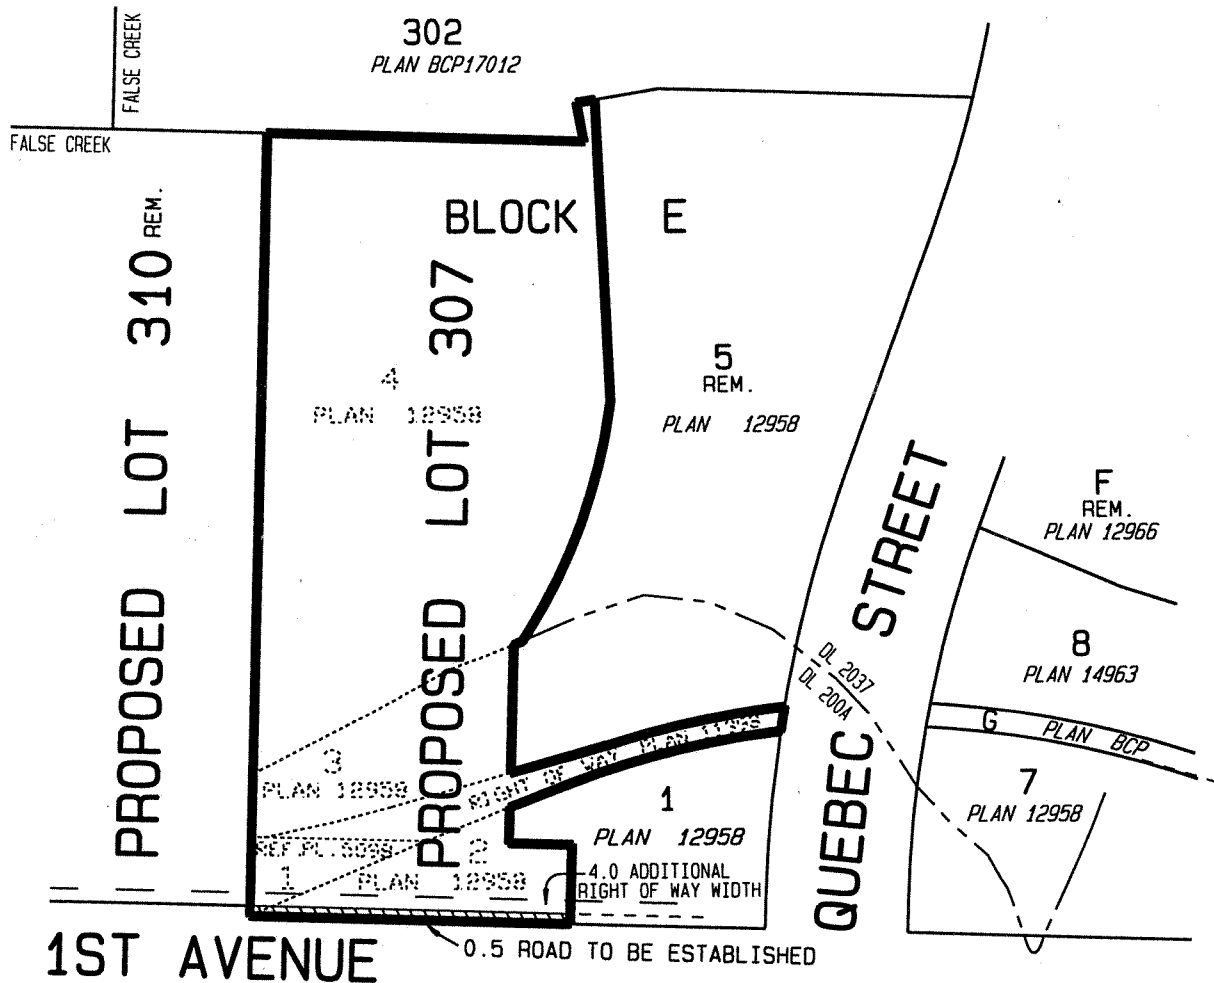 302
PLAN BCP17012
FALSE CREEK
FALSE CREEK
BLOCK E
PROPOSED LOT 310 REM.
PROPOSED LOT 307
4
PLAN 12958
5
REM.
PLAN 12958
QUEBEC STREET
F
REM.
PLAN 12966
8
PLAN 14963
DL 2037
DL 200A
G PLAN BCP
7
PLAN 12958
3
PLAN 12958
RIGHT OF WAY PLAN
1
PLAN 12958
REF.PL.
2
1 PLAN 12958
4.0 ADDITIONAL
RIGHT OF WAY WIDTH
0.5 ROAD TO BE ESTABLISHED
1ST AVENUE